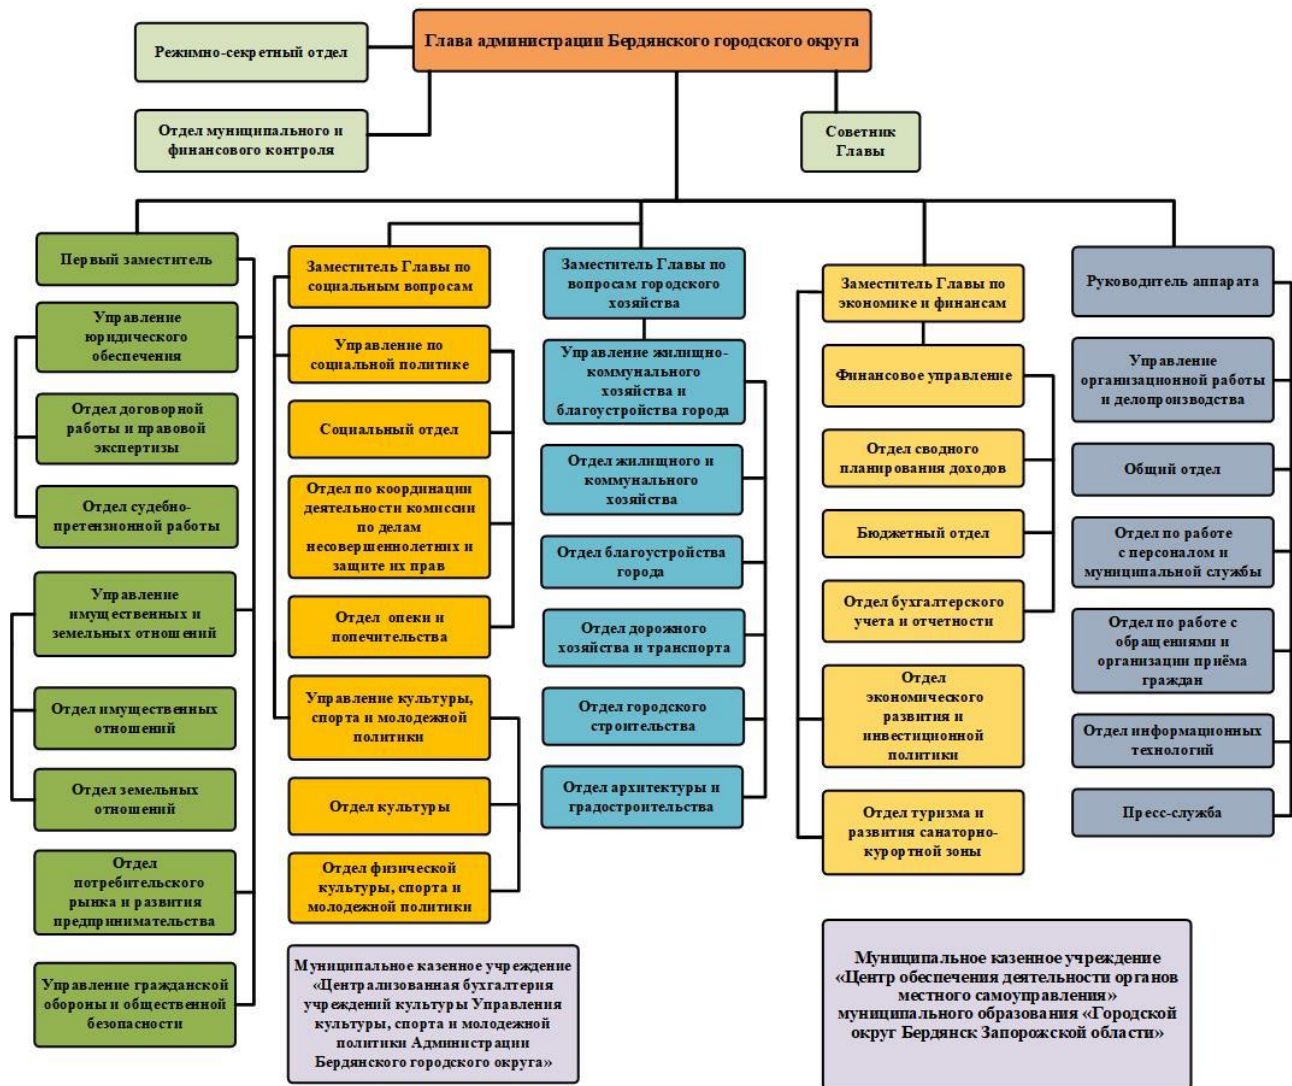 Глава администрации Бердянского городского округа
Режимно-секретный отдел
Отдел муниципального и
финансового контроля
Советник
Главы
Первый заместитель
Управление
юридического
обеспечения
Отдел договорной
работы и правовой
экспертизы
Отдел судебно-
претензионной работы
Управление
имущественных и
земельных отношений
Отдел имущественных
отношений
Отдел земельных
отношений
Отдел
потребительского
рынка и развития
предпринимательства
Управление гражданской
обороны и общественной
безопасности
Заместитель Главы по
социальным вопросам
Управление по
социальной политике
Социальный отдел
Отдел по координации
деятельности комиссии
по делам
несовершеннолетних и
защите их прав
Отдел опеки и
попечительства
Управление культуры,
спорта и молодежной
политики
Отдел культуры
Отдел физической
культуры, спорта и
молодежной политики
Муниципальное казенное учреждение
«Централизованная бухгалтерия
учреждений культуры Управления
культуры, спорта и молодежной
политики Администрации
Бердянского городского округа»
Заместитель Главы по
вопросам городского
хозяйства
Управление жилищно-
коммунального
хозяйства и
благоустройства города
Отдел жилищного и
коммунального
хозяйства
Отдел благоустройства
города
Отдел дорожного
хозяйства и транспорта
Отдел городского
строительства
Отдел архитектуры и
градостроительства
Заместитель Главы по
экономике и финансам
Финансовое управление
Отдел сводного
планирования доходов
Бюджетный отдел
Отдел бухгалтерского
учета и отчетности
Отдел
экономического
развития и
инвестиционной
политики
Отдел туризма и
развития санаторно-
курортной зоны
Муниципальное казенное учреждение
«Центр обеспечения деятельности органов
местного самоуправления»
муниципального образования «Городской
округ Бердянск Запорожской области»
Руководитель аппарата
Управление
организационной работы
и делопроизводства
Общий отдел
Отдел по работе
с персоналом и
муниципальной службы
Отдел по работе с
обращениями и
организации приёма
граждан
Отдел информационных
технологий
Пресс-служба